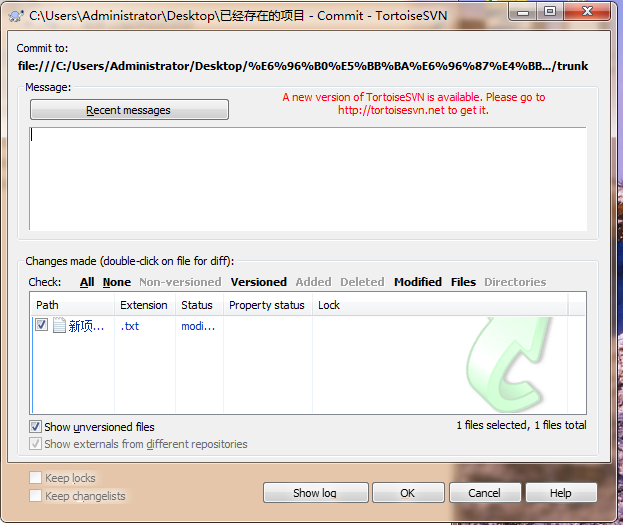 C:\Users\Administrator\Desktop\已经存在的项目 - Commit - TortoiseSVN
Commit to:
file:///C:/Users/Administrator/Desktop/%E6%96%B0%E5%BB%BA%E6%96%87%E4%BB.../trunk
Message:
Recent messages
A new version of TortoiseSVN is available. Please go to
http://tortoisesvn.net to get it.
Changes made (double-click on file for diff):
Check: All None Non-versioned Versioned Added Deleted Modified Files Directories
Path Extension Status Property status Lock
新项... .txt modi...
Show unversioned files
1 files selected, 1 files total
Show externals from different repositories
Keep locks
Keep changelists
Show log OK Cancel Help